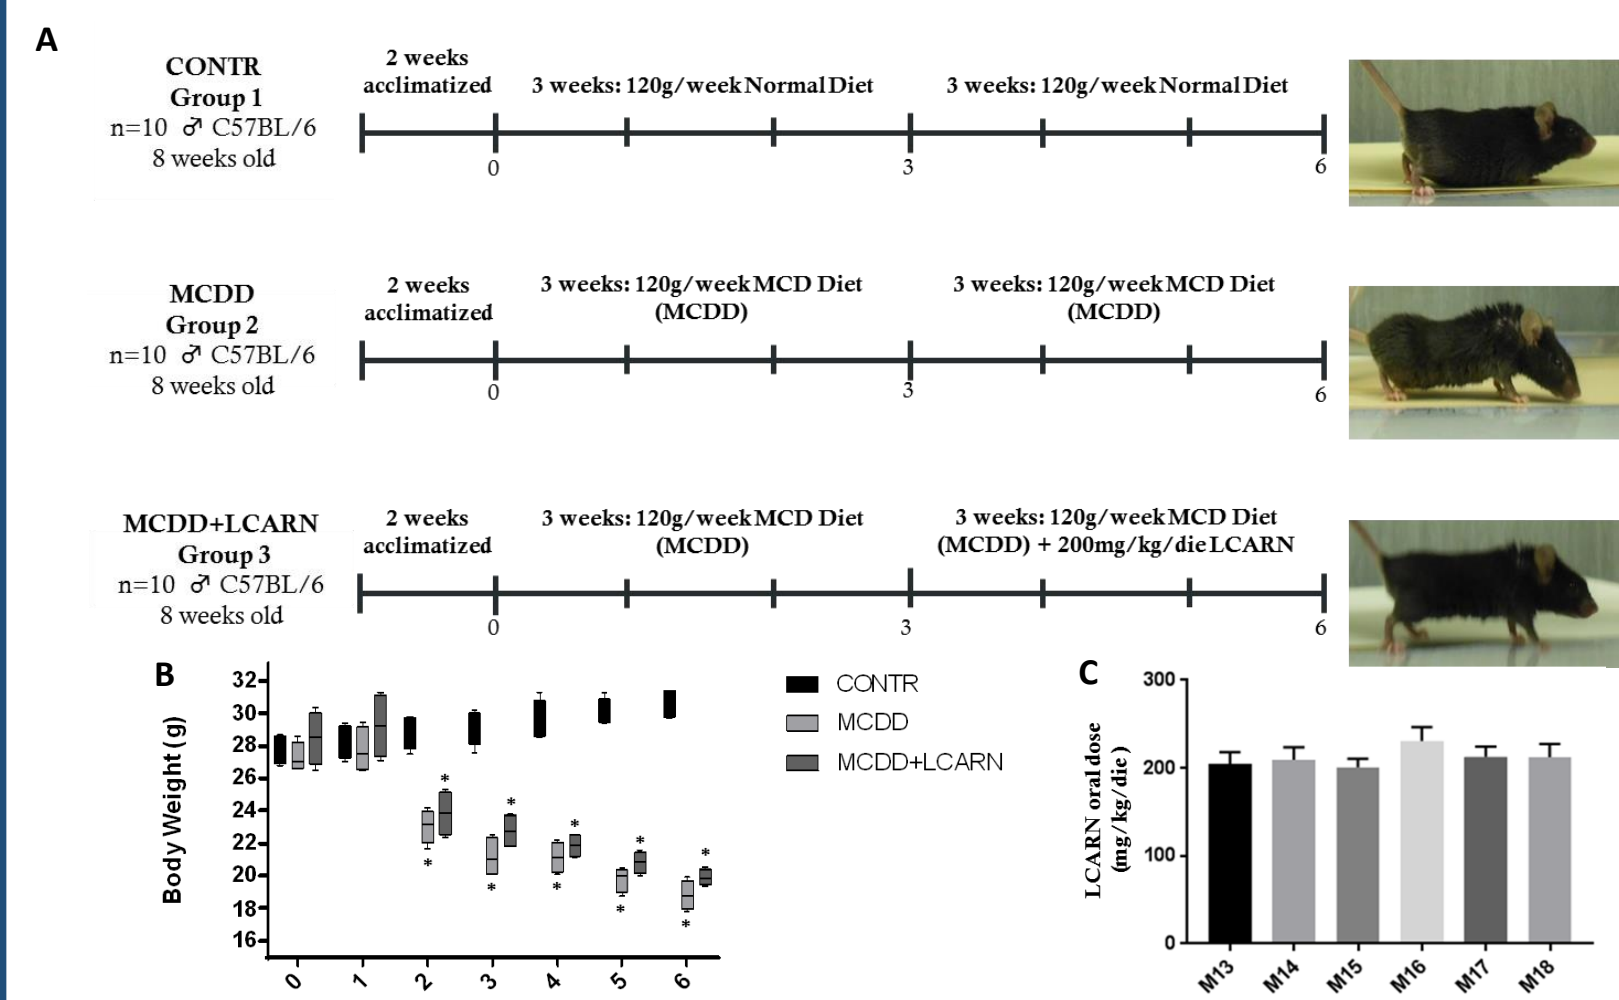 A
CONTR
Group 1
n=10 ♂ C57BL/6
8 weeks old
2 weeks
acclimatized
3 weeks: 120g/week Normal Diet
3 weeks: 120g/week Normal Diet
0
3
6
MCDD
Group 2
n=10 ♂ C57BL/6
8 weeks old
2 weeks
acclimatized
3 weeks: 120g/week MCD Diet
(MCDD)
3 weeks: 120g/week MCD Diet
(MCDD)
0
3
6
MCDD+LCARN
Group 3
n=10 ♂ C57BL/6
8 weeks old
2 weeks
acclimatized
3 weeks: 120g/week MCD Diet
(MCDD)
3 weeks: 120g/week MCD Diet
(MCDD) + 200mg/kg/die LCARN
0
3
6
B
Body Weight (g)
32
30
28
26
24
22
20
18
16
* * * * *
* * * * *
0 1 2 3 4 5 6
CONTR
MCDD
MCDD+LCARN
C
LCARN oral dose
(mg/kg/die)
300
200
100
0
M13 M14 M15 M16 M17 M18